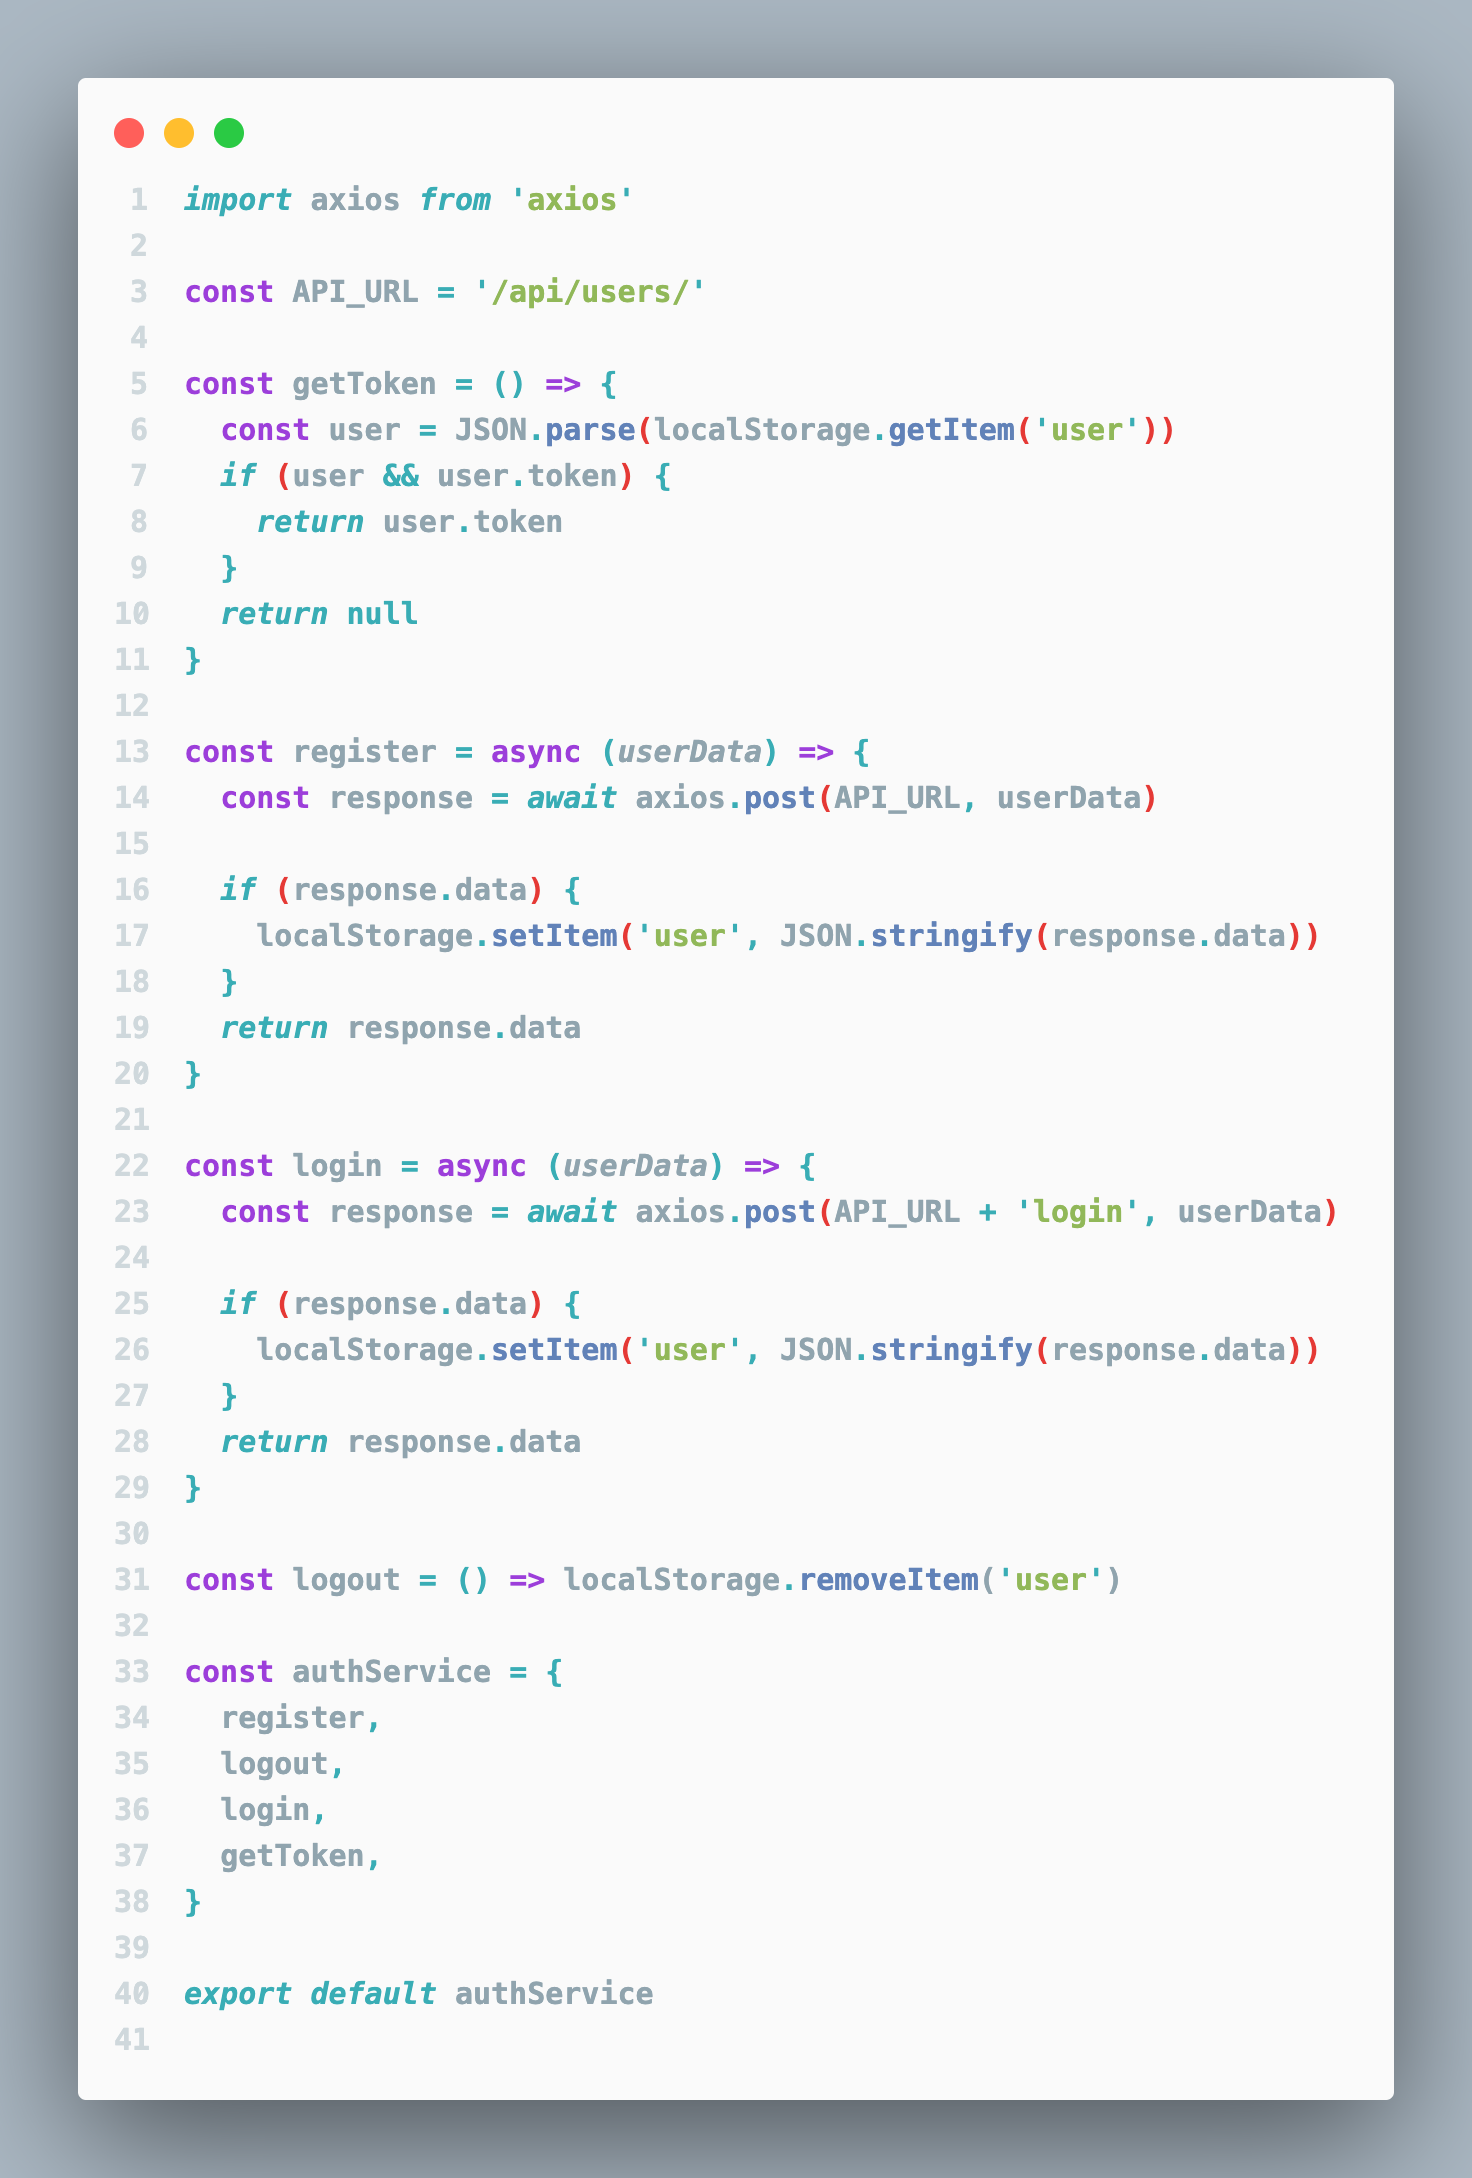 1 import axios from 'axios'
2
3 const API_URL = '/api/users/'
4
5 const getToken = () => {
6   const user = JSON.parse(localStorage.getItem('user'))
7   if (user && user.token) {
8     return user.token
9   }
10   return null
11 }
12
13 const register = async (userData) => {
14   const response = await axios.post(API_URL, userData)
15
16   if (response.data) {
17     localStorage.setItem('user', JSON.stringify(response.data))
18   }
19   return response.data
20 }
21
22 const login = async (userData) => {
23   const response = await axios.post(API_URL + 'login', userData)
24
25   if (response.data) {
26     localStorage.setItem('user', JSON.stringify(response.data))
27   }
28   return response.data
29 }
30
31 const logout = () => localStorage.removeItem('user')
32
33 const authService = {
34   register,
35   logout,
36   login,
37   getToken,
38 }
39
40 export default authService
41